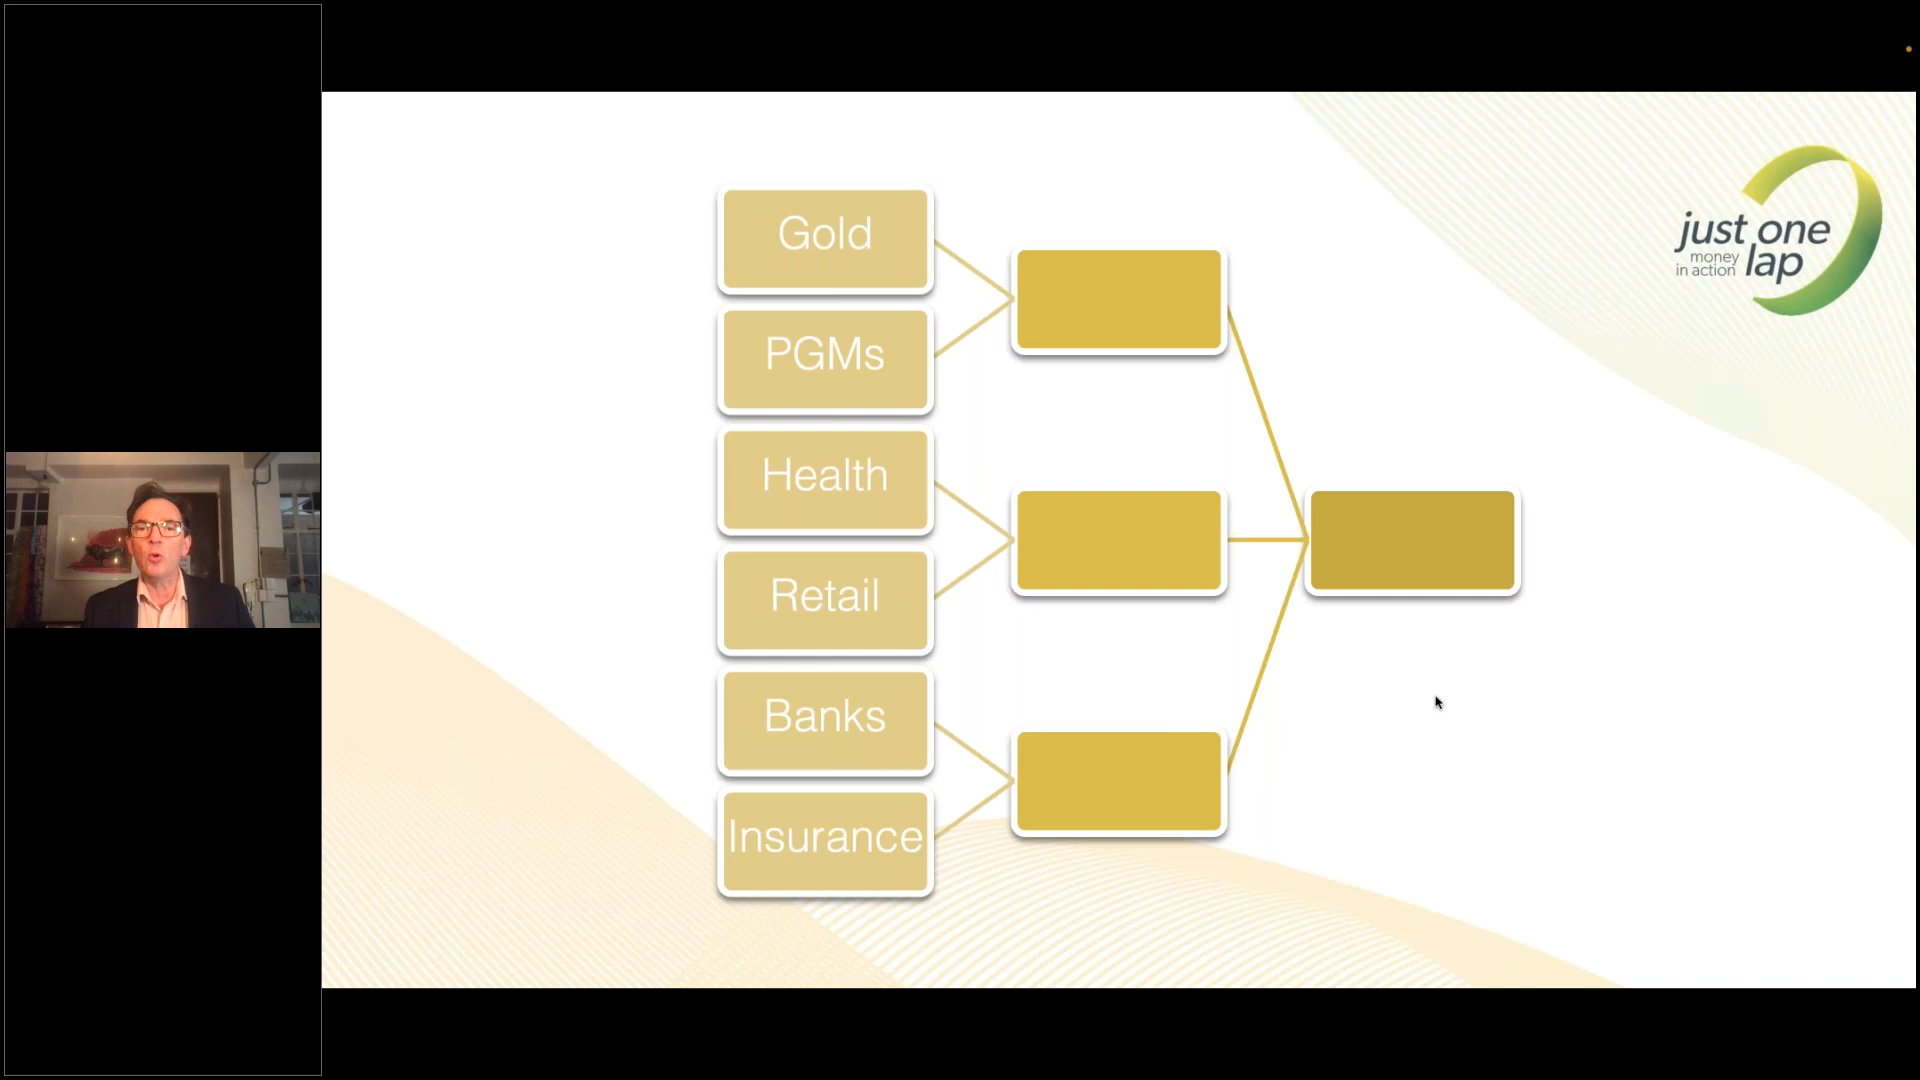 Gold
PGMs
Health
Retail
Banks
Insurance
just one
money
in action
lap